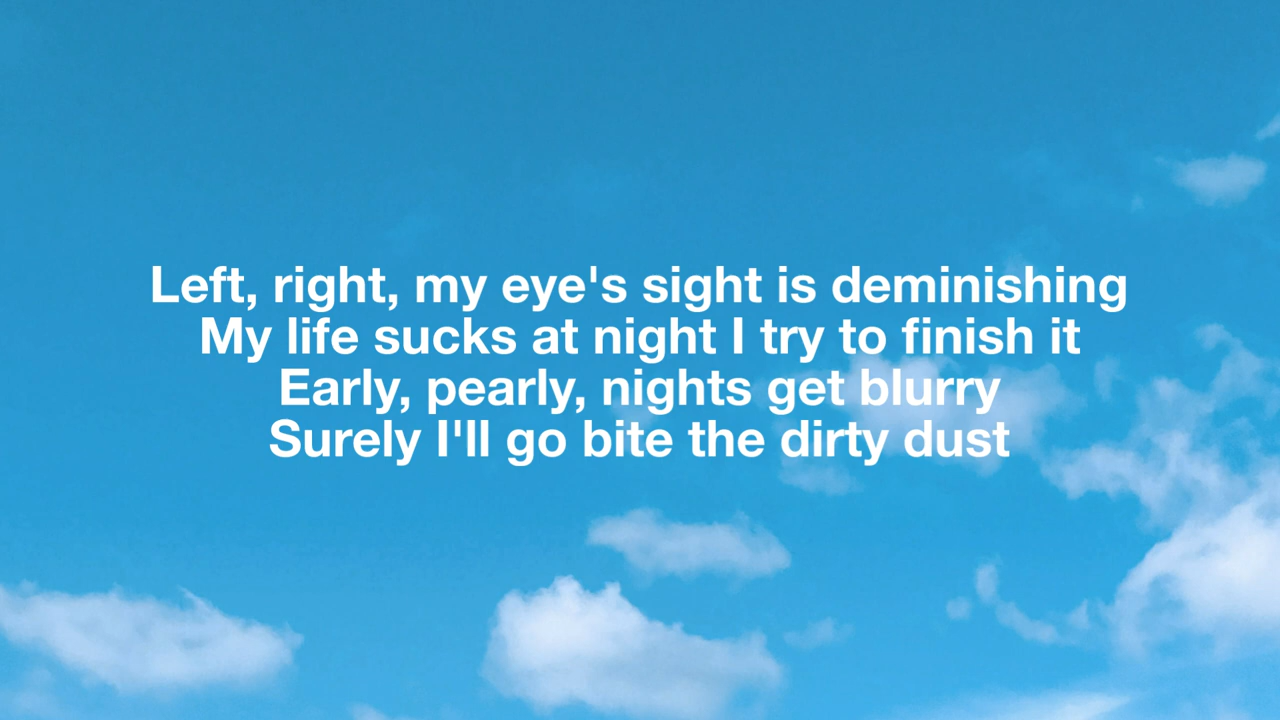 Left, right, my eye's sight is deminishing
My life sucks at night I try to finish it
Early, pearly, nights get blurry
Surely I'll go bite the dirty dust